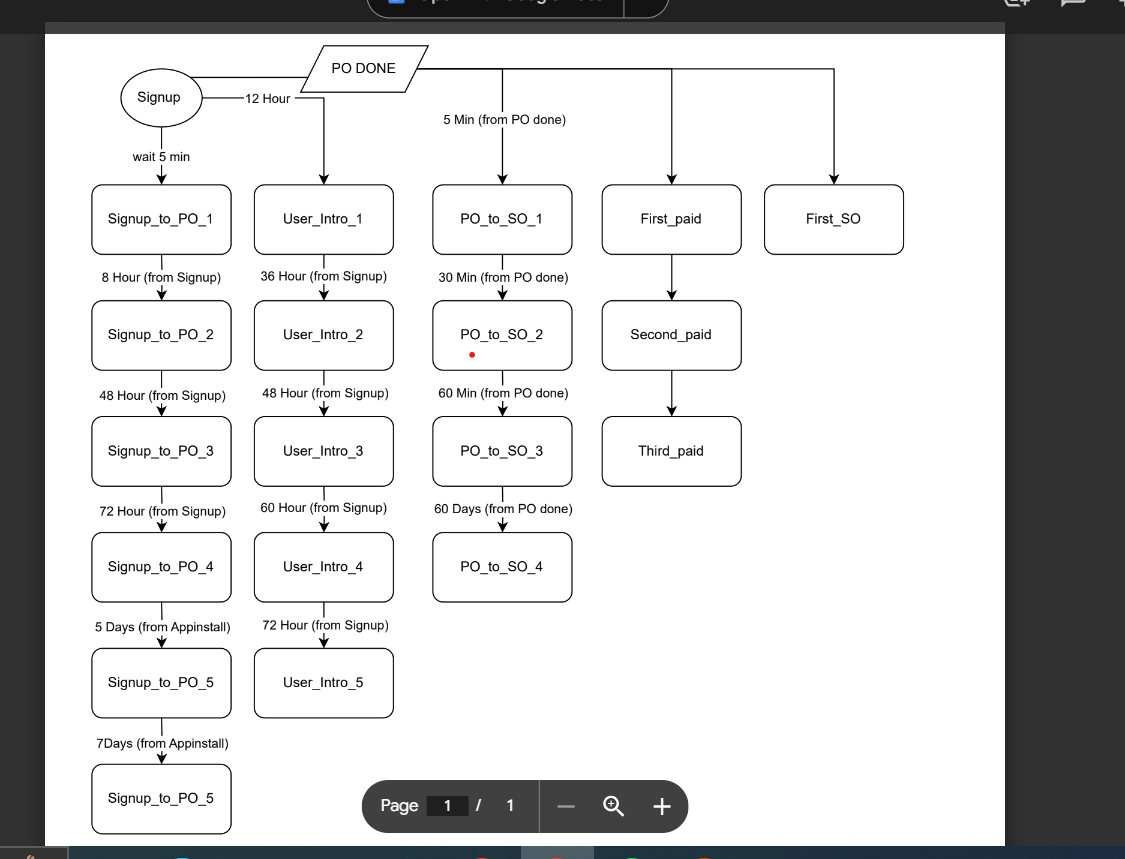 PO DONE
Signup
12 Hour
5 Min (from PO done)
wait 5 min
Signup_to_PO_1
User_Intro_1
PO_to_SO_1
First_paid
First_SO
8 Hour (from Signup)
36 Hour (from Signup)
30 Min (from PO done)
Signup_to_PO_2
User_Intro_2
PO_to_SO_2
Second_paid
48 Hour (from Signup)
48 Hour (from Signup)
60 Min (from PO done)
Signup_to_PO_3
User_Intro_3
PO_to_SO_3
Third_paid
72 Hour (from Signup)
60 Hour (from Signup)
60 Days (from PO done)
Signup_to_PO_4
User_Intro_4
PO_to_SO_4
5 Days (from Appinstall)
72 Hour (from Signup)
Signup_to_PO_5
User_Intro_5
7Days (from Appinstall)
Signup_to_PO_5
Page 1 / 1